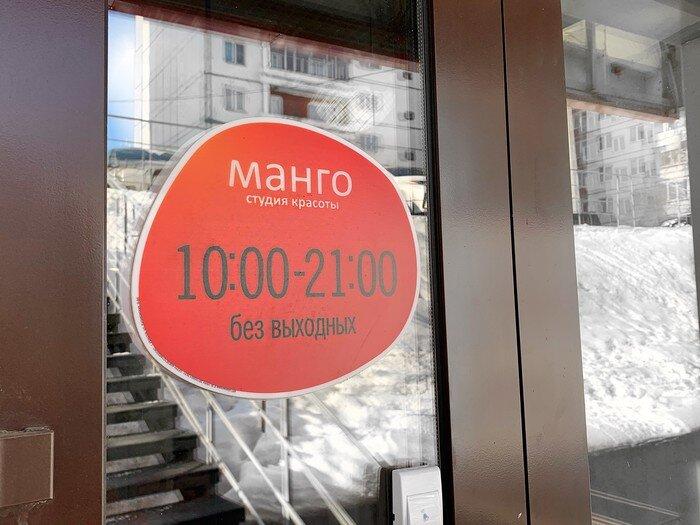 манго
студия красоты
10:00-21:00
без выходных